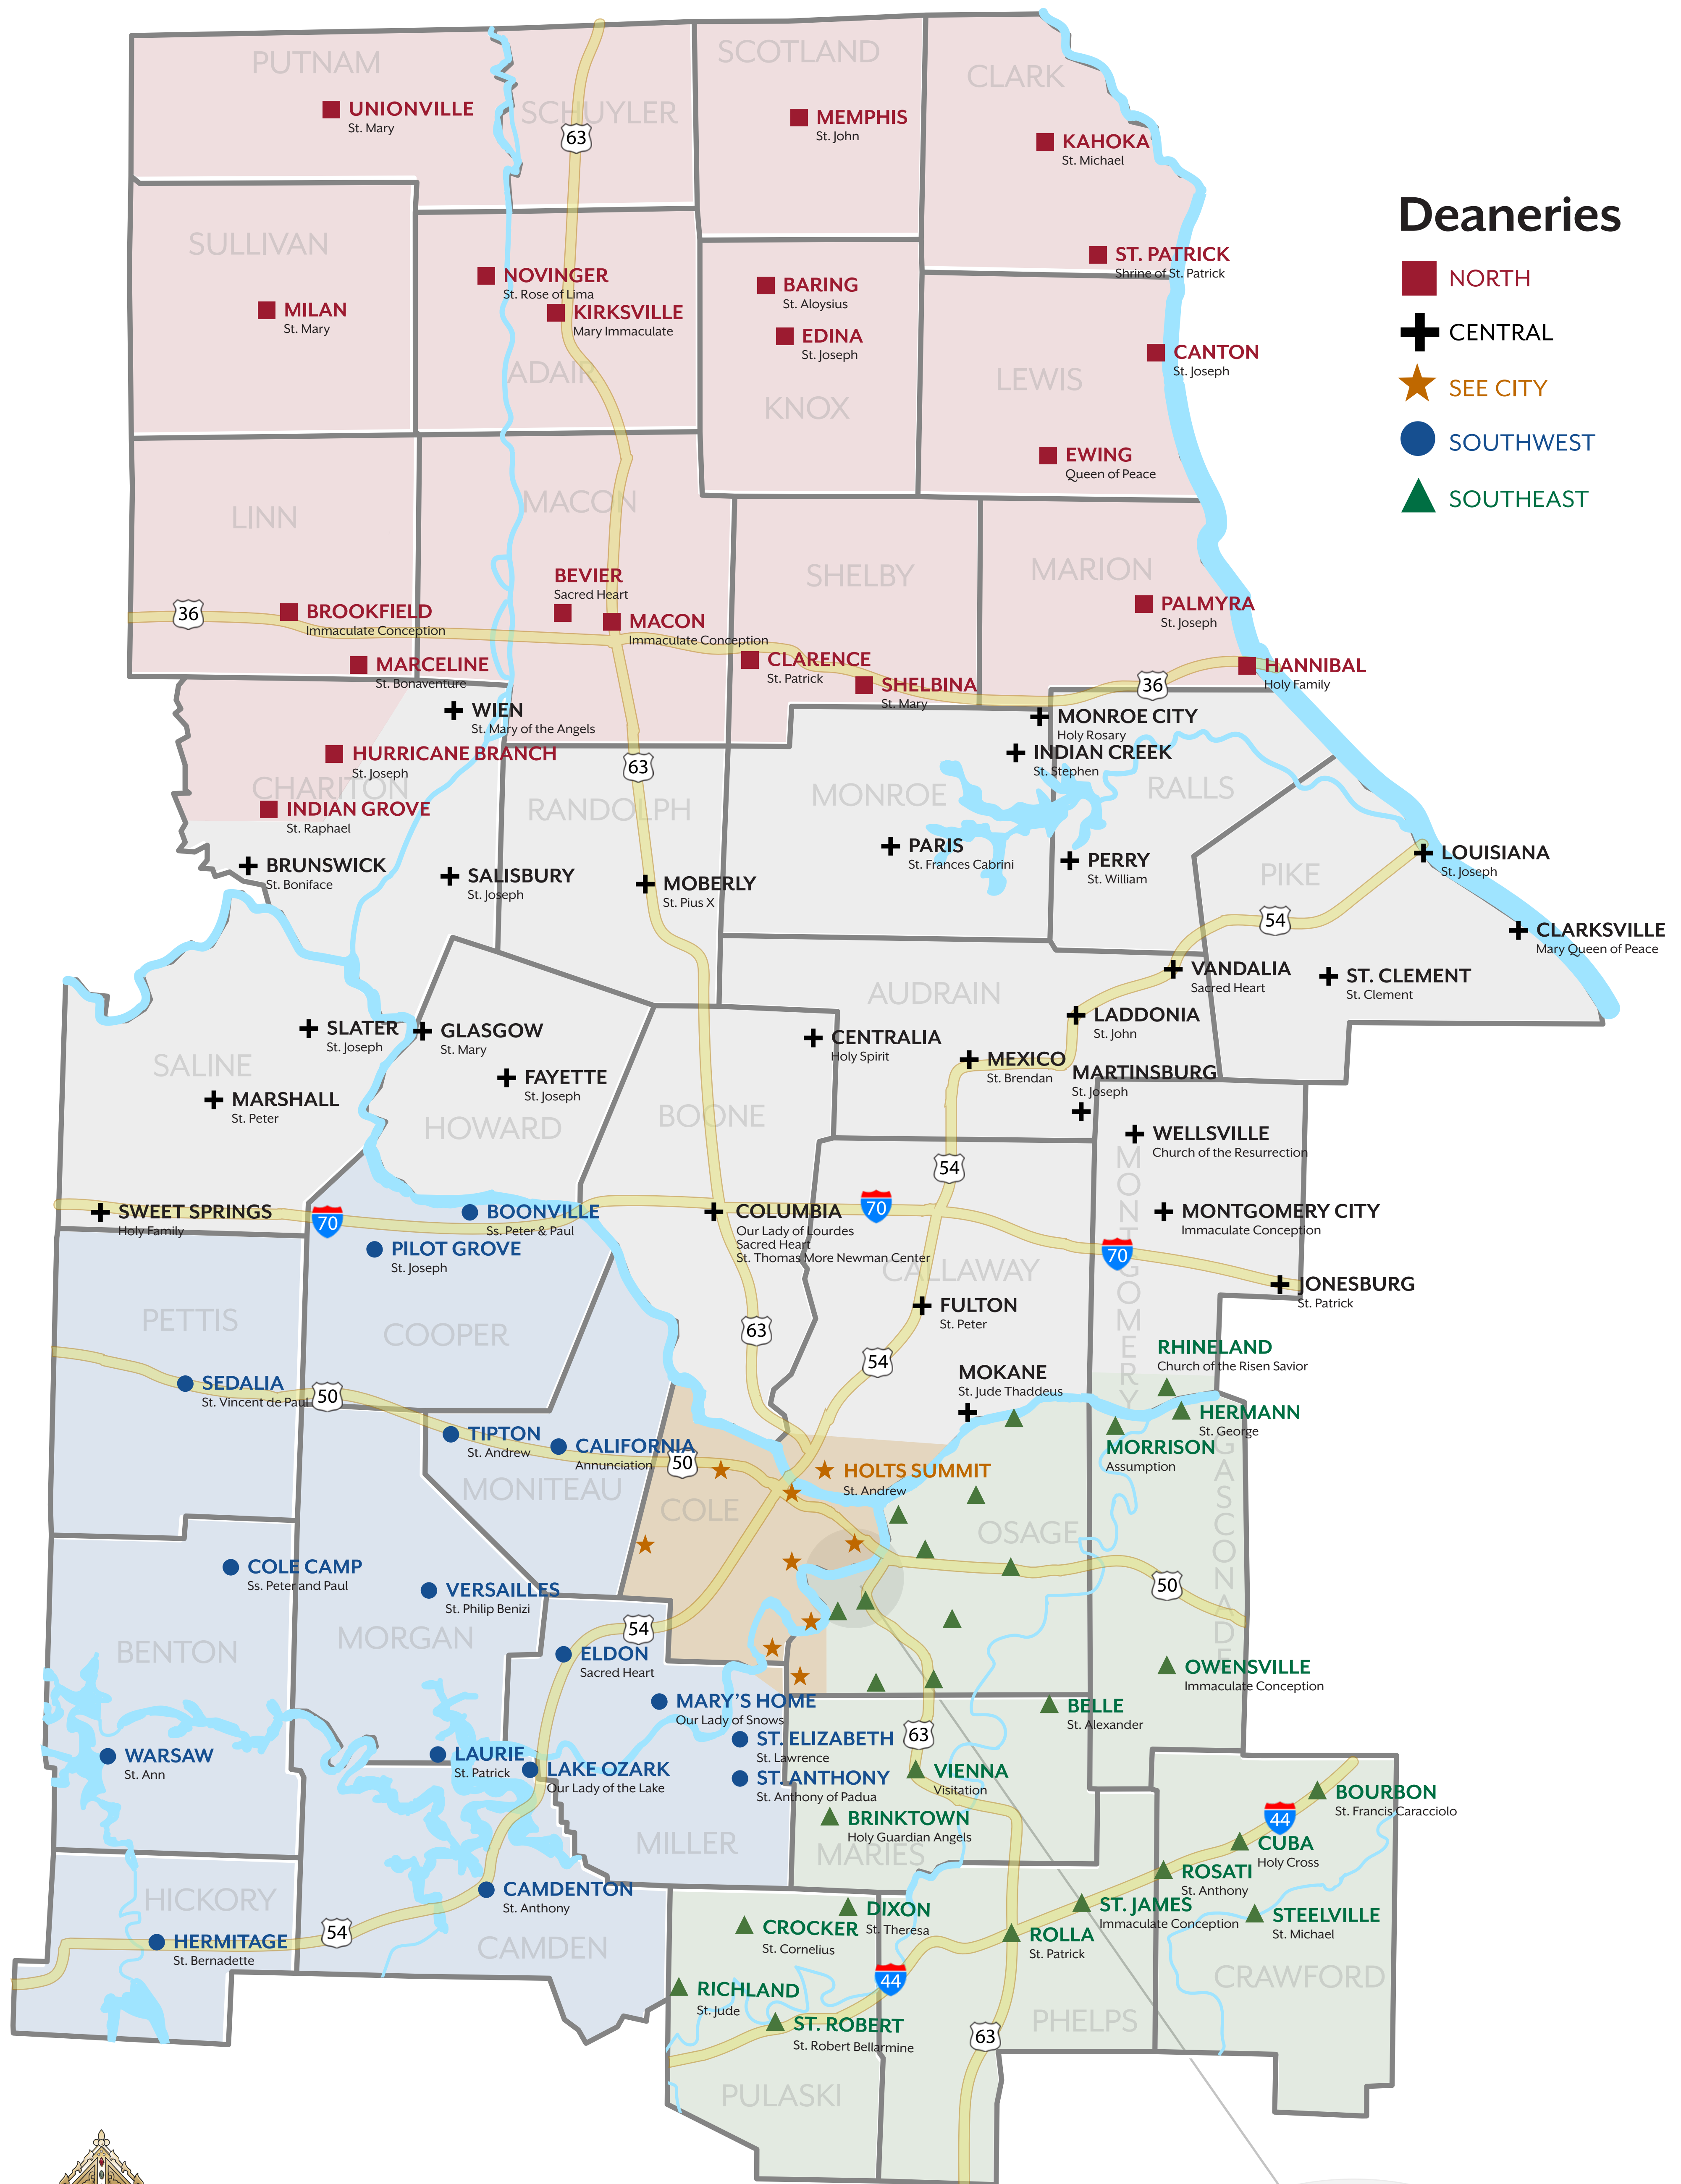 PUTNAM
SCOTLAND
CLARK
SCHUYLER
UNIONVILLE
St. Mary
63
MEMPHIS
St. John
KAHOKA
St. Michael
Deaneries
NORTH
CENTRAL
SEE CITY
SOUTHWEST
SOUTHEAST
SULLIVAN
MILAN
St. Mary
NOVINGER
St. Rose of Lima
KIRKSVILLE
Mary Immaculate
ADAIR
BARING
St. Aloysius
EDINA
St. Joseph
KNOX
ST. PATRICK
Shrine of St. Patrick
CANTON
St. Joseph
LEWIS
EWING
Queen of Peace
LINN
MACON
SHELBY
MARION
BEVIER
Sacred Heart
36
BROOKFIELD
Immaculate Conception
MACON
Immaculate Conception
PALMYRA
St. Joseph
MARCELINE
St. Bonaventure
CLARENCE
St. Patrick
SHELBINA
St. Mary
36
HANNIBAL
Holy Family
WIEN
St. Mary of the Angels
MONROE CITY
Holy Rosary
HURRICANE BRANCH
St. Joseph
63
INDIAN CREEK
St. Stephen
CHARITON
RANDOLPH
MONROE
RALLS
INDIAN GROVE
St. Raphael
BRUNSWICK
St. Boniface
SALISBURY
St. Joseph
MOBERLY
St. Pius X
PARIS
St. Frances Cabrini
PERRY
St. William
PIKE
LOUISIANA
St. Joseph
54
CLARKSVILLE
Mary Queen of Peace
AUDRAIN
VANDALIA
Sacred Heart
ST. CLEMENT
St. Clement
SALINE
SLATER
St. Joseph
GLASGOW
St. Mary
CENTRALIA
Holy Spirit
LADDONIA
St. John
MEXICO
St. Brendan
MARTINSBURG
St. Joseph
FAYETTE
St. Joseph
MARSHALL
St. Peter
HOWARD
BOONE
WELLSVILLE
Church of the Resurrection
54
MONTGOMERY
SWEET SPRINGS
Holy Family
70
BOONVILLE
Ss. Peter & Paul
COLUMBIA
Our Lady of Lourdes
Sacred Heart
St. Thomas More Newman Center
70
MONTGOMERY CITY
Immaculate Conception
PILOT GROVE
St. Joseph
70
CALLAWAY
JONESBURG
St. Patrick
FULTON
St. Peter
PETTIS
COOPER
63
54
RHINELAND
Church of the Risen Savior
MOKANE
St. Jude Thaddeus
SEDALIA
St. Vincent de Paul
50
HERMANN
St. George
TIPTON
St. Andrew
CALIFORNIA
Annunciation
50
MORRISON
Assumption
GASCONADE
HOLTS SUMMIT
St. Andrew
MONITEAU
COLE
OSAGE
COLE CAMP
Ss. Peter and Paul
VERSAILLES
St. Philip Benizi
50
BENTON
MORGAN
54
ELDON
Sacred Heart
OWENSVILLE
Immaculate Conception
MARY'S HOME
Our Lady of Snows
BELLE
St. Alexander
63
ST. ELIZABETH
St. Lawrence
WARSAW
St. Ann
LAURIE
St. Patrick
LAKE OZARK
Our Lady of the Lake
ST. ANTHONY
St. Anthony of Padua
VIENNA
Visitation
BRINKTOWN
Holy Guardian Angels
BOURBON
St. Francis Caracciolo
44
MILLER
MARIES
CUBA
Holy Cross
ROSATI
St. Anthony
HICKORY
CAMDENTON
St. Anthony
DIXON
St. Theresa
CROCKER
St. Cornelius
ST. JAMES
Immaculate Conception
STEELVILLE
St. Michael
HERMITAGE
St. Bernadette
54
CAMDEN
ROLLA
St. Patrick
RICHLAND
St. Jude
44
CRAWFORD
ST. ROBERT
St. Robert Bellarmine
63
PHELPS
PULASKI